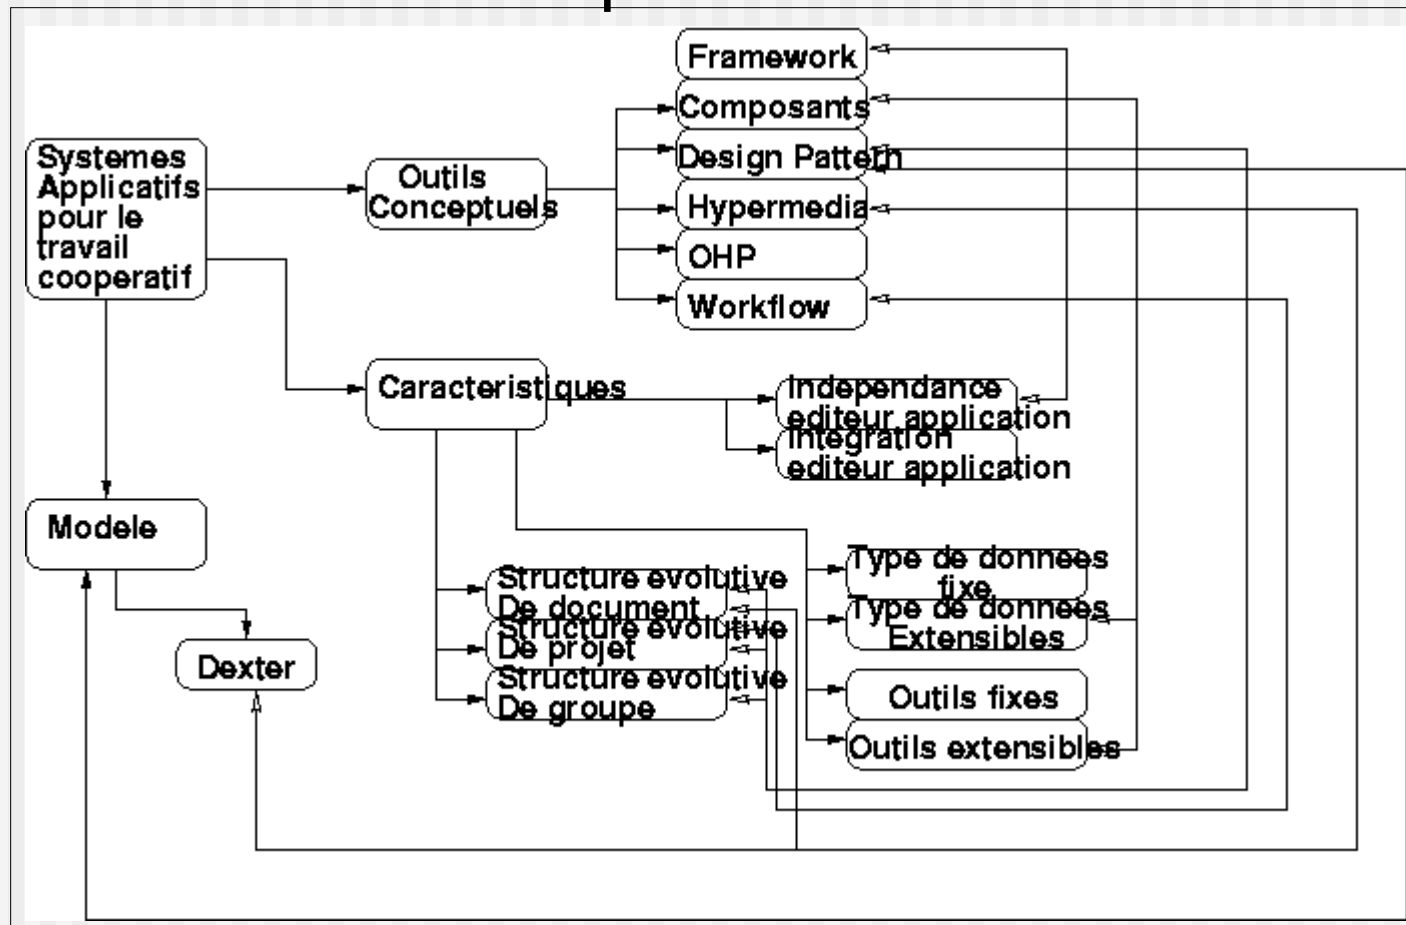 Framework
Composants
Design Pattern
Hypermedia
OHP
Workflow
Systemes
Applicatifs
pour le
travail
cooperatif
Outils
Conceptuels
Caracteristiques
Independance
editeur application
Integration
editeur application
Modele
Dexter
Structure evolutive
De document
Structure evolutive
De projet
Structure evolutive
De groupe
Type de donnees
fixe
Type de donnees
Extensibles
Outils fixes
Outils extensibles